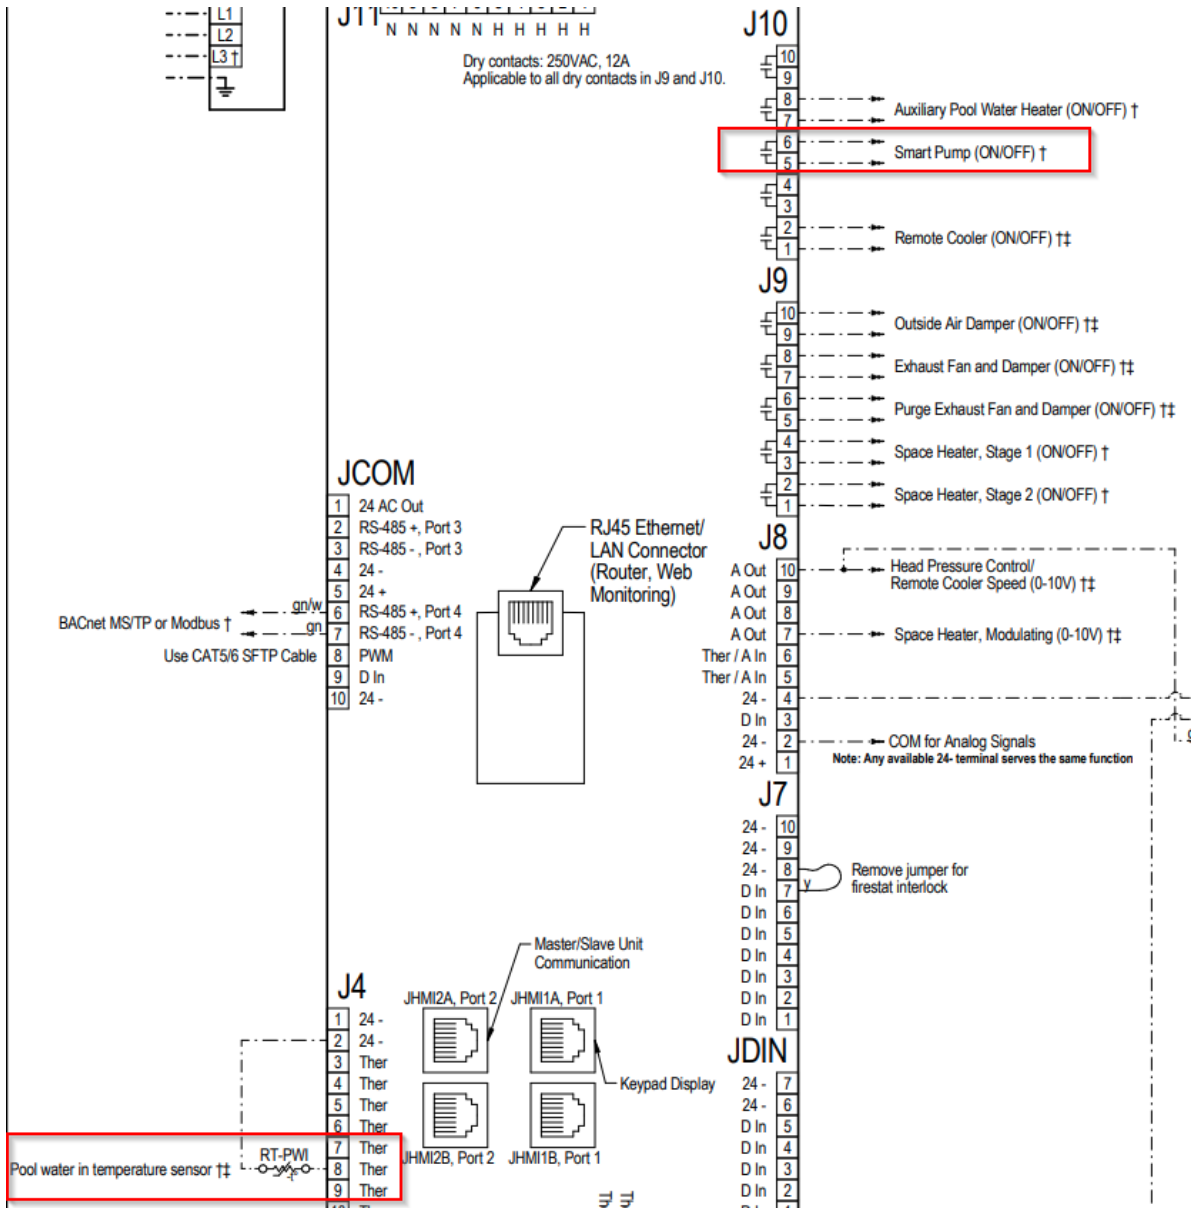 L1
L2
L3 †
J11
N N N N N H H H H H
Dry contacts: 250VAC, 12A
Applicable to all dry contacts in J9 and J10.
J10
10
9
8
7
Auxiliary Pool Water Heater (ON/OFF) †
6
5
Smart Pump (ON/OFF) †
4
3
2
1
Remote Cooler (ON/OFF) †‡
J9
10
9
Outside Air Damper (ON/OFF) †‡
8
7
Exhaust Fan and Damper (ON/OFF) †‡
6
5
Purge Exhaust Fan and Damper (ON/OFF) †‡
4
3
Space Heater, Stage 1 (ON/OFF) †
2
1
Space Heater, Stage 2 (ON/OFF) †
JCOM
1 24 AC Out
2 RS-485 +, Port 3
3 RS-485 - , Port 3
4 24 -
5 24 +
gn/w 6 RS-485 +, Port 4
gn 7 RS-485 - , Port 4
8 PWM
9 D In
10 24 -
BACnet MS/TP or Modbus †
Use CAT5/6 SFTP Cable
RJ45 Ethernet/
LAN Connector
(Router, Web
Monitoring)
J8
A Out 10
A Out 9
A Out 8
A Out 7
Ther / A In 6
Ther / A In 5
24 - 4
D In 3
24 - 2
24 + 1
Head Pressure Control/
Remote Cooler Speed (0-10V) †‡
Space Heater, Modulating (0-10V) †‡
COM for Analog Signals
Note: Any available 24- terminal serves the same function
J7
24 - 10
24 - 9
24 - 8
D In 7 y
D In 6
D In 5
D In 4
D In 3
D In 2
D In 1
Remove jumper for
firestat interlock
Master/Slave Unit
Communication
J4
1 24 -
2 24 -
3 Ther
4 Ther
5 Ther
6 Ther
7 Ther
8 Ther
9 Ther
Pool water in temperature sensor †‡
RT-PWI
JHMI2A, Port 2
JHMI1A, Port 1
Keypad Display
JHMI2B, Port 2
JHMI1B, Port 1
JDIN
24 - 7
24 - 6
D In 5
D In 4
D In 3
D In 2